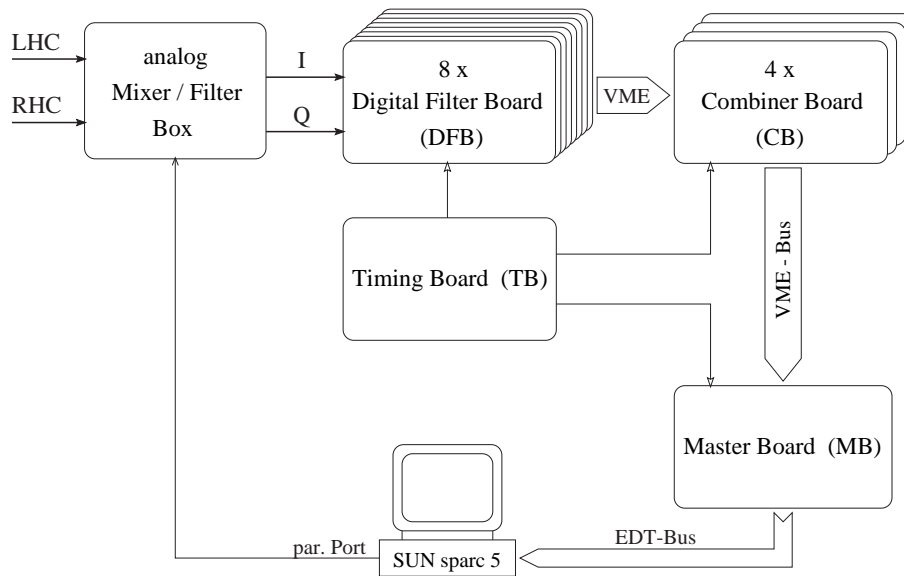 LHC
RHC
analog
Mixer / Filter
Box
I
Q
8 x
Digital Filter Board
(DFB)
VME
4 x
Combiner Board
(CB)
Timing Board (TB)
VME - Bus
Master Board (MB)
EDT-Bus
par. Port
SUN sparc 5